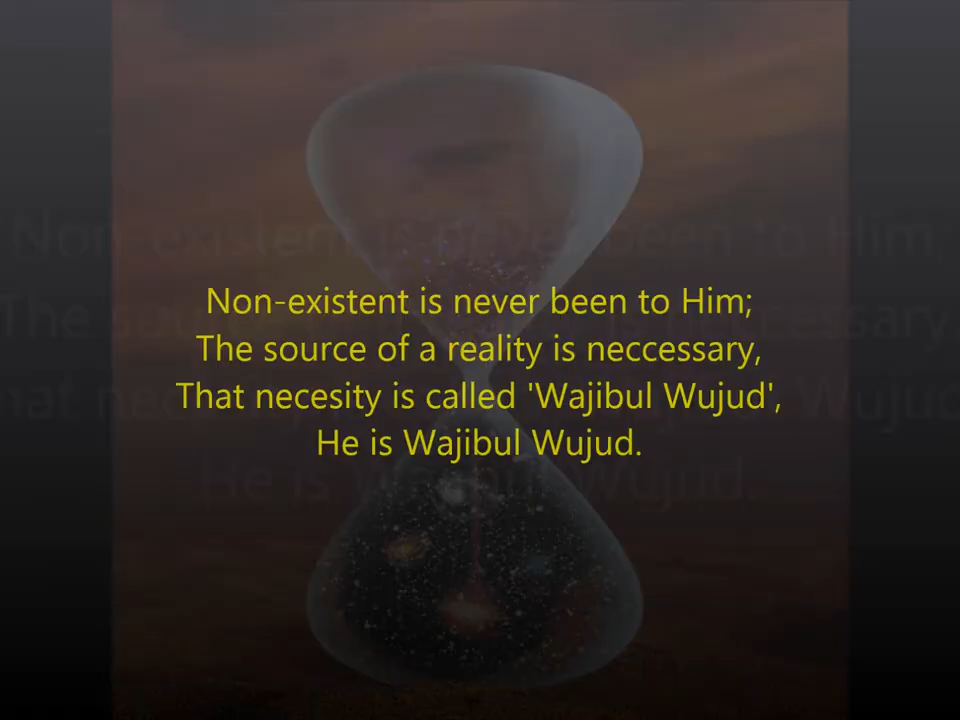 Non-existent is never been to Him;
The source of a reality is neccessary,
That necesity is called 'Wajibul Wujud',
He is Wajibul Wujud.